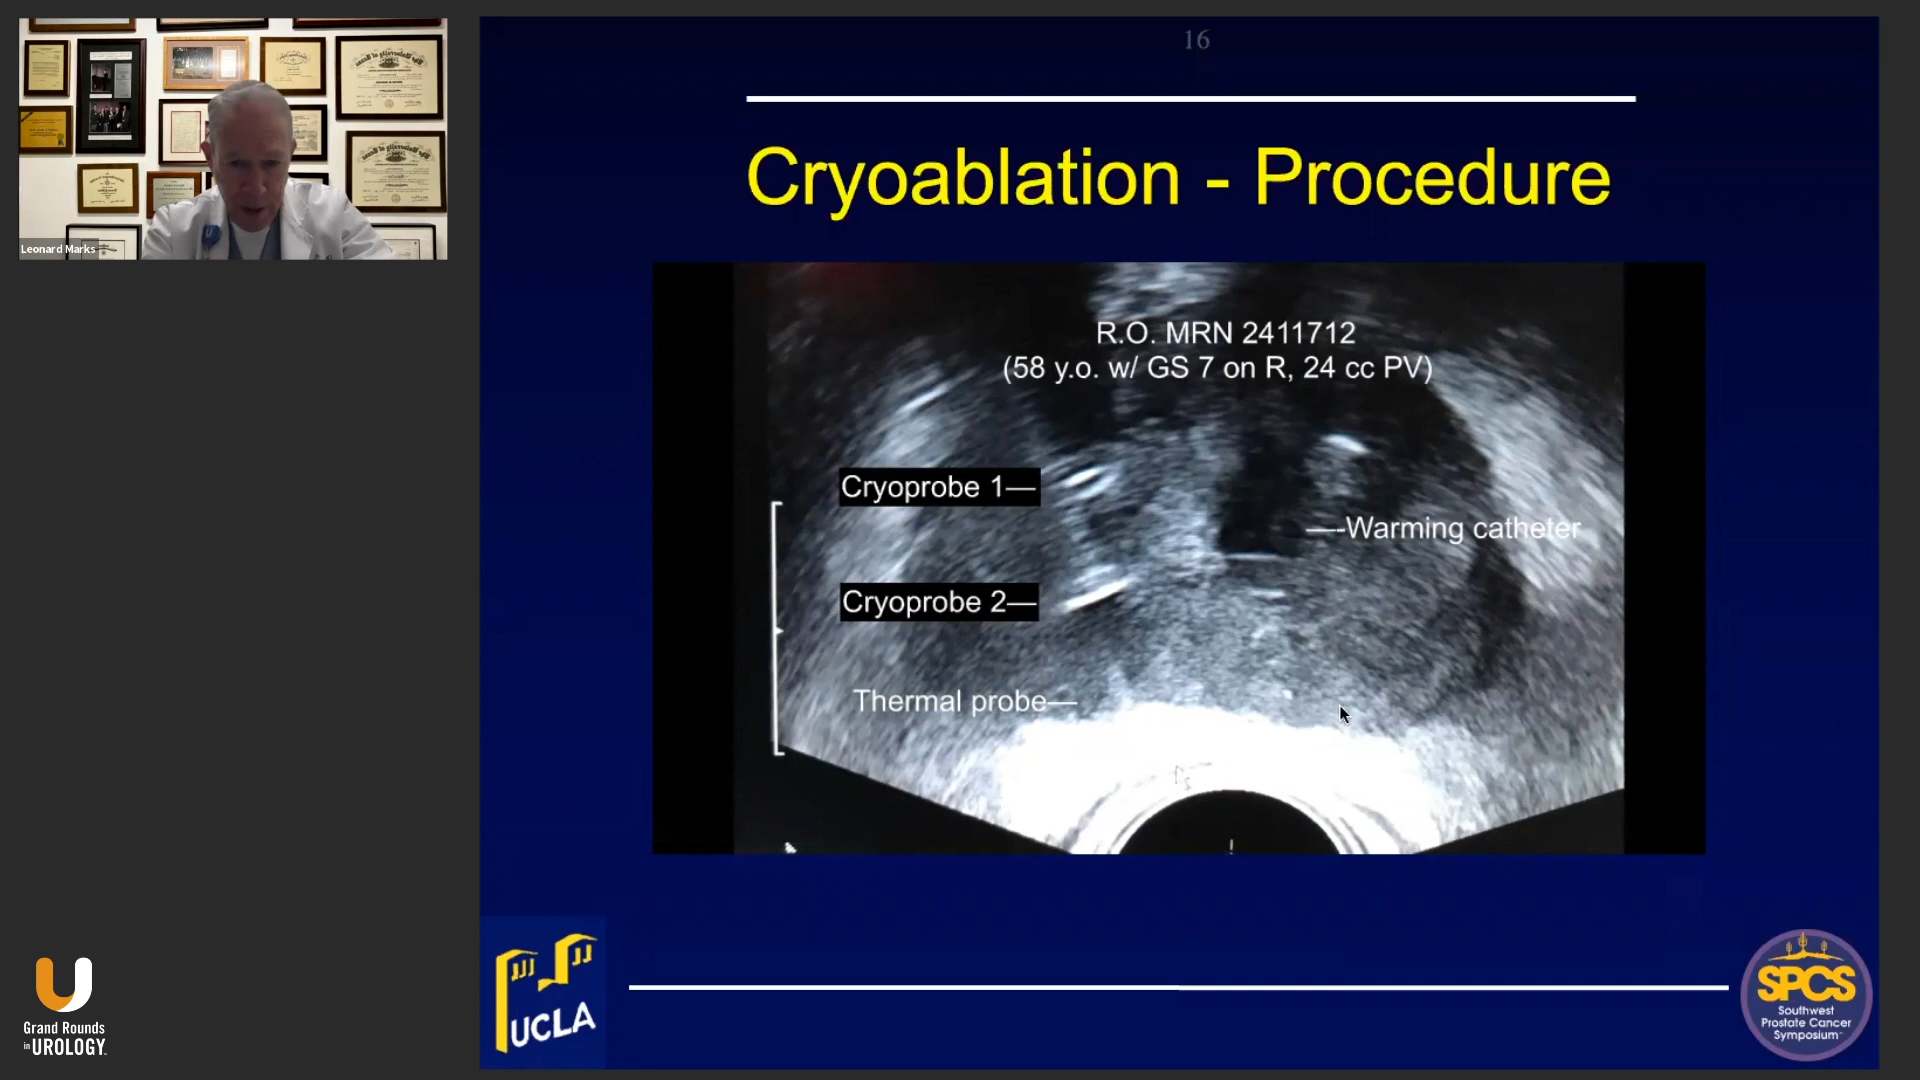 Leonard Marks
16
Cryoablation - Procedure
R.O. MRN 2411712
(58 y.o. w/ GS 7 on R, 24 cc PV)
Cryoprobe 1—
—-Warming catheter
Cryoprobe 2—
Thermal probe—
U
Grand Rounds
in UROLOGY
UCLA
SPCS
Southwest
Prostate Cancer
Symposium